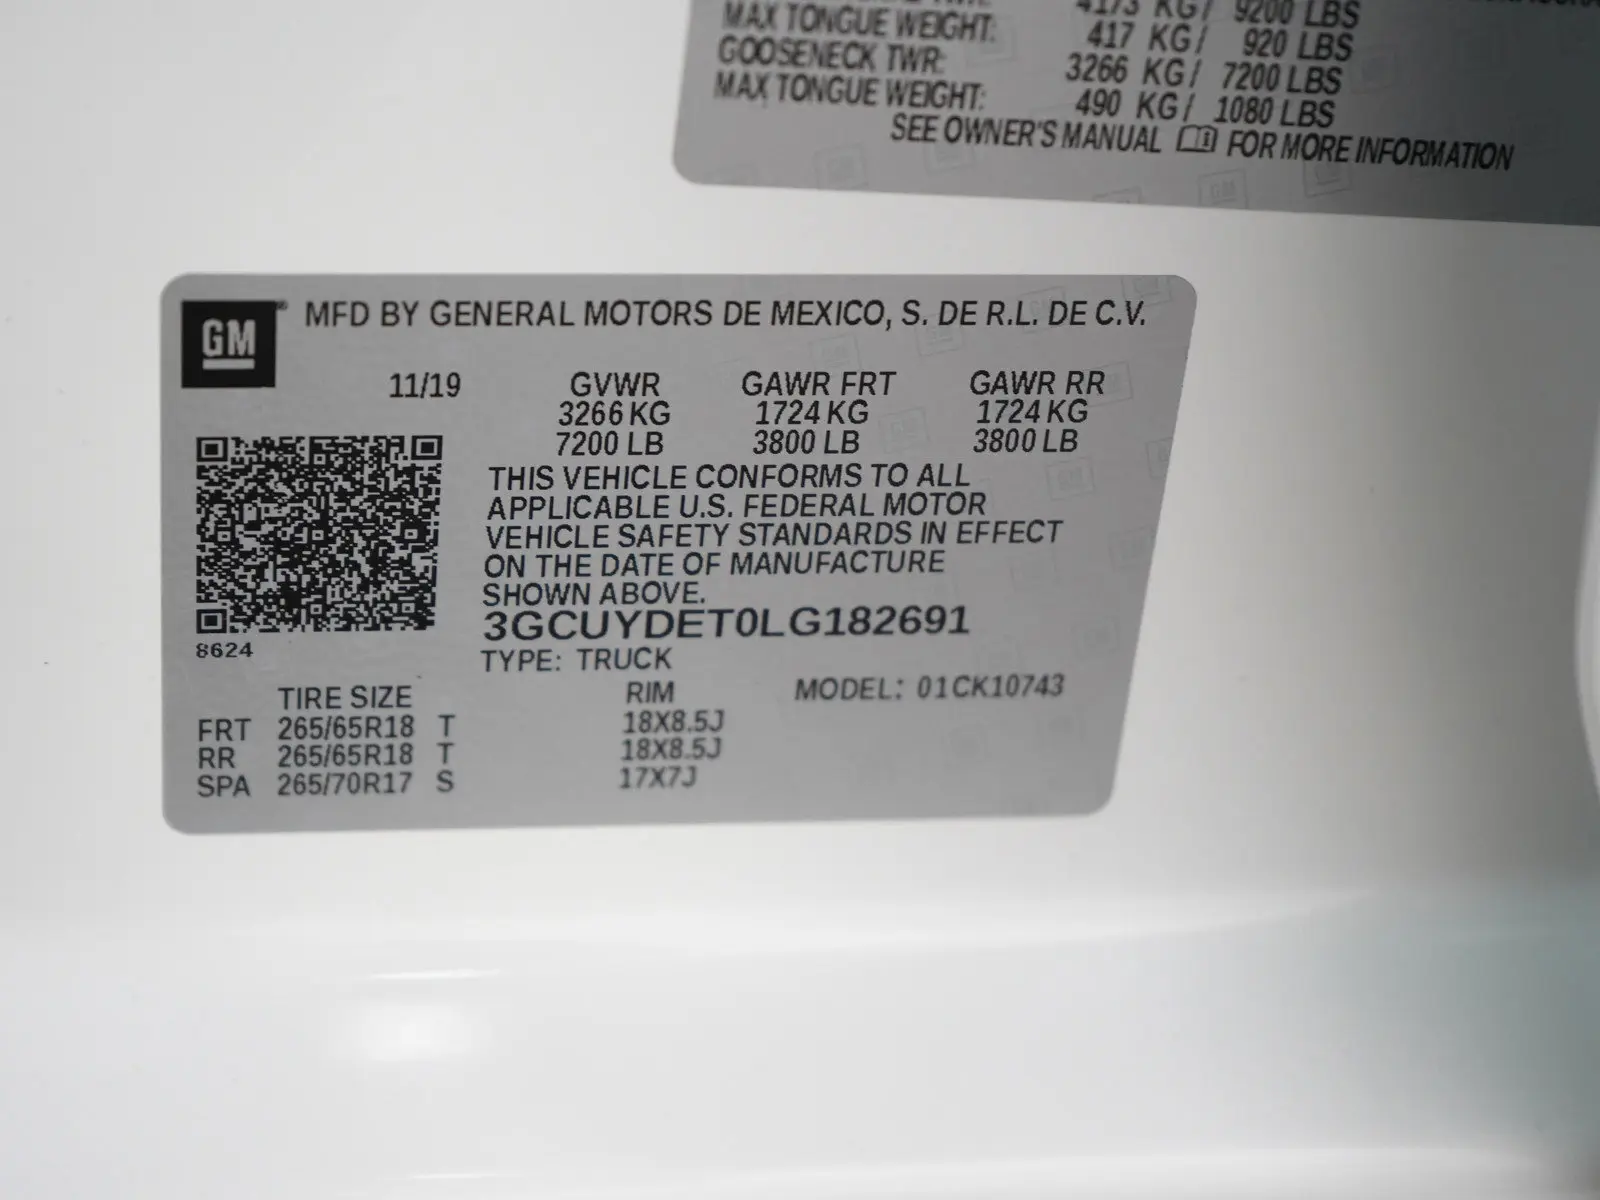 4173 KG/ 9200 LBS
MAX TONGUE WEIGHT: 417 KG/ 920 LBS
GOOSENECK TWR: 3266 KG/ 7200 LBS
MAX TONGUE WEIGHT: 490 KG/ 1080 LBS
SEE OWNER'S MANUAL FOR MORE INFORMATION
GM MFD BY GENERAL MOTORS DE MEXICO, S. DE R.L. DE C.V.
11/19 GVWR GAWR FRT GAWR RR
3266 KG 1724 KG 1724 KG
7200 LB 3800 LB 3800 LB
THIS VEHICLE CONFORMS TO ALL
APPLICABLE U.S. FEDERAL MOTOR
VEHICLE SAFETY STANDARDS IN EFFECT
ON THE DATE OF MANUFACTURE
SHOWN ABOVE.
3GCUYDET0LG182691
8624
TYPE: TRUCK
TIRE SIZE RIM MODEL: 01CK10743
FRT 265/65R18 T 18X8.5J
RR 265/65R18 T 18X8.5J
SPA 265/70R17 S 17X7J